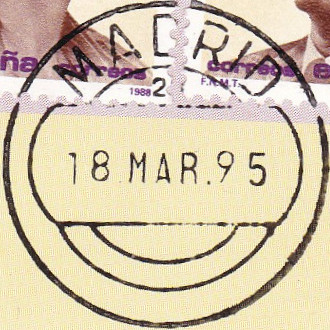 MADRID
ña correos
correos
1988
F.N.M.T.
2
18 MAR.95